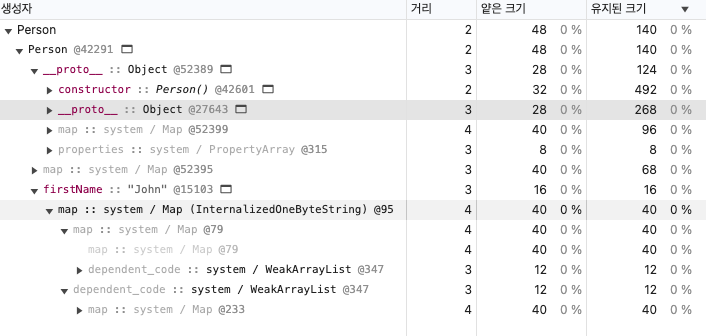 생성자 거리 얕은 크기 유지된 크기 ▼
▼Person 2 48 0 % 140 0 %
▼Person @42291 2 48 0 % 140 0 %
▼__proto__ :: Object @52389 3 28 0 % 124 0 %
▶constructor :: Person() @42601 2 32 0 % 492 0 %
▶__proto__ :: Object @27643 3 28 0 % 268 0 %
▶map :: system / Map @52399 4 40 0 % 96 0 %
▶properties :: system / PropertyArray @315 3 8 0 % 8 0 %
▶map :: system / Map @52395 3 40 0 % 68 0 %
▼firstName :: "John" @15103 3 16 0 % 16 0 %
▼map :: system / Map (InternalizedOneByteString) @95 4 40 0 % 40 0 %
▼map :: system / Map @79 4 40 0 % 40 0 %
map :: system / Map @79 4 40 0 % 40 0 %
▶dependent_code :: system / WeakArrayList @347 3 12 0 % 12 0 %
▼dependent_code :: system / WeakArrayList @347 3 12 0 % 12 0 %
▶map :: system / Map @233 4 40 0 % 40 0 %